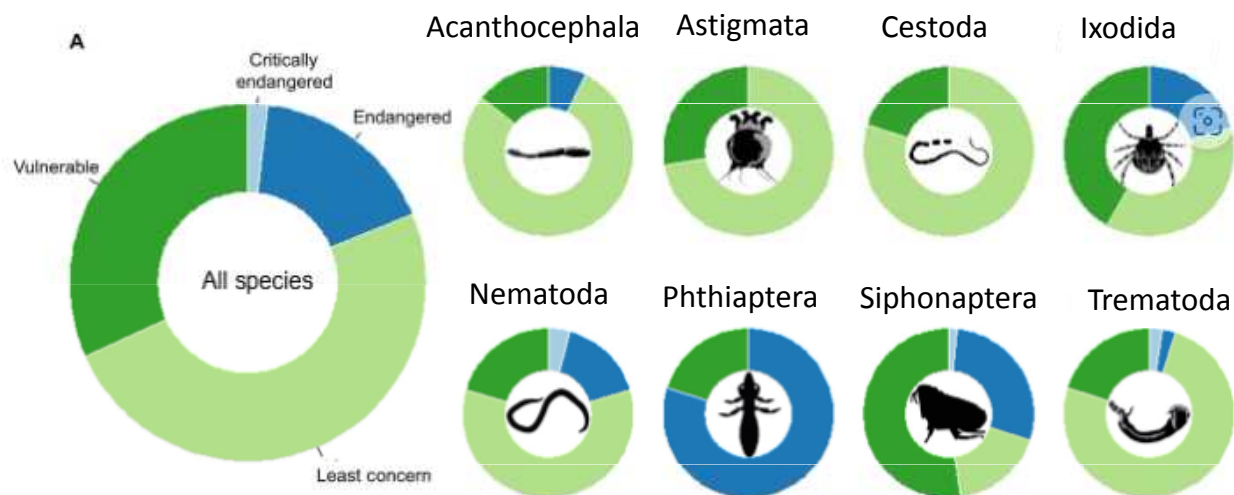 A
Critically
endangered
Endangered
Vulnerable
All species
Least concern
Acanthocephala
Astigmata
Cestoda
Ixodida
Nematoda
Phthiaptera
Siphonaptera
Trematoda